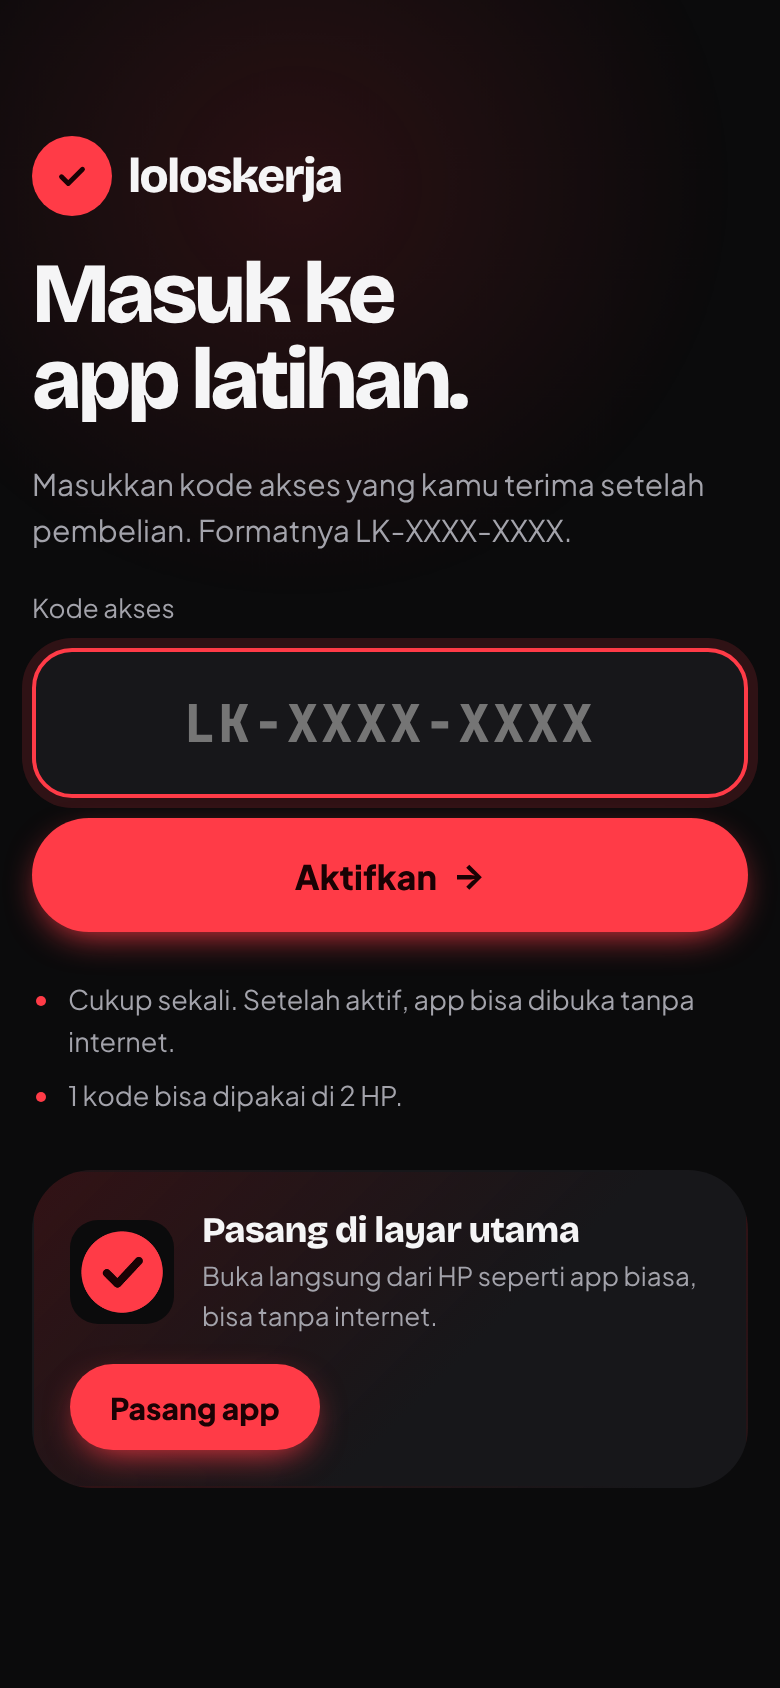 loloskerja
Masuk ke
app latihan.
Masukkan kode akses yang kamu terima setelah
pembelian. Formatnya LK-XXXX-XXXX.
Kode akses
LK-XXXX-XXXX
Aktifkan →
• Cukup sekali. Setelah aktif, app bisa dibuka tanpa
internet.
• 1 kode bisa dipakai di 2 HP.
Pasang di layar utama
Buka langsung dari HP seperti app biasa,
bisa tanpa internet.
Pasang app